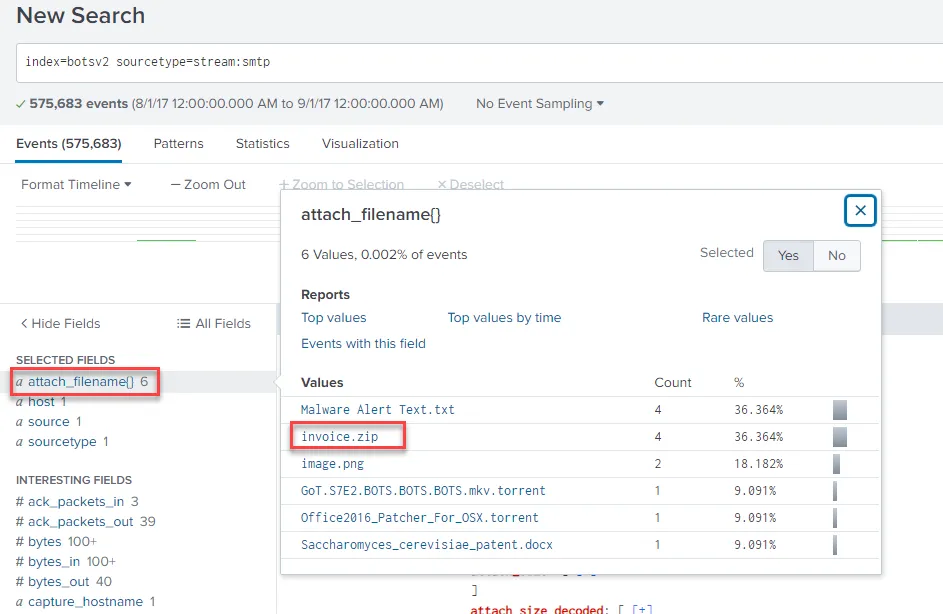 New Search
index=botsv2 sourcetype=stream:smtp
✓ 575,683 events (8/1/17 12:00:00.000 AM to 9/1/17 12:00:00.000 AM) No Event Sampling ▾
Events (575,683) Patterns Statistics Visualization
Format Timeline ▾ — Zoom Out + Zoom to Selection × Deselect
attach_filename{}
6 Values, 0.002% of events
Selected Yes No
Reports
Top values Top values by time Rare values
Events with this field
Values Count %
Malware Alert Text.txt 4 36.364%
invoice.zip 4 36.364%
image.png 2 18.182%
GoT.S7E2.BOTS.BOTS.BOTS.mkv.torrent 1 9.091%
Office2016_Patcher_For_OSX.torrent 1 9.091%
Saccharomyces_cerevisiae_patent.docx 1 9.091%
< Hide Fields All Fields
SELECTED FIELDS
a attach_filename{} 6
a host 1
a source 1
a sourcetype 1
INTERESTING FIELDS
# ack_packets_in 3
# ack_packets_out 39
# bytes 100+
# bytes_in 100+
# bytes_out 40
a capture_hostname 1
]
attach_size_decoded: [ [+]